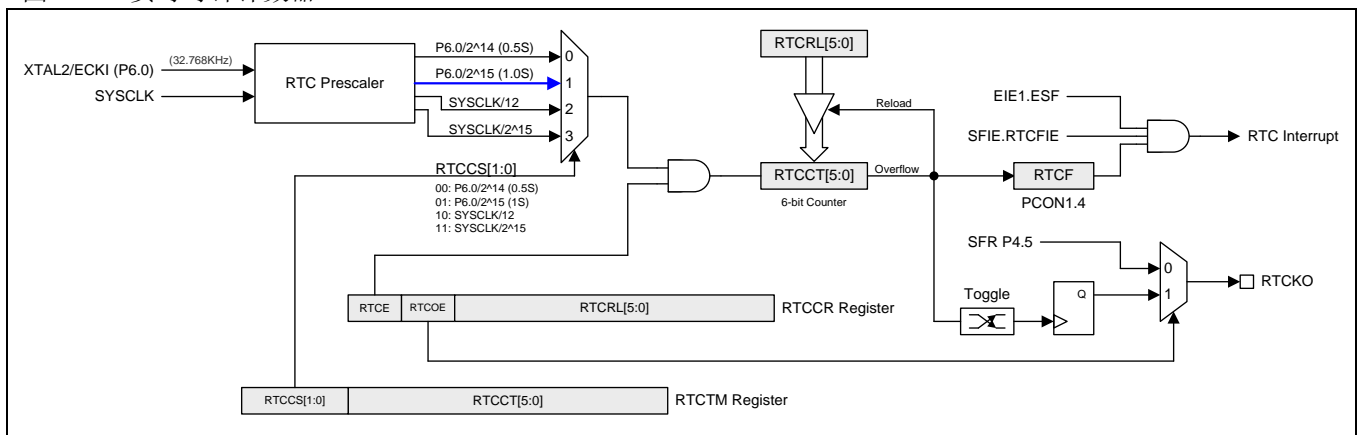 P6.0/2^14 (0.5S)
RTCRL[5:0]
XTAL2/ECKI (P6.0)
(32.768KHz)
0
RTC Prescaler
P6.0/2^15 (1.0S)
1
SYSCLK
SYSCLK/12
2
SYSCLK/2^15
3
Reload
EIE1.ESF
SFIE.RTCFIE
RTC Interrupt
RTCCS[1:0]
00: P6.0/2^14 (0.5S)
01: P6.0/2^15 (1S)
10: SYSCLK/12
11: SYSCLK/2^15
RTCCT[5:0]
Overflow
6-bit Counter
RTCF
PCON1.4
SFR P4.5
0
1
RTCKO
Toggle
Q
RTCE
RTCOE
RTCRL[5:0]
RTCCR Register
RTCCS[1:0]
RTCCT[5:0]
RTCTM Register